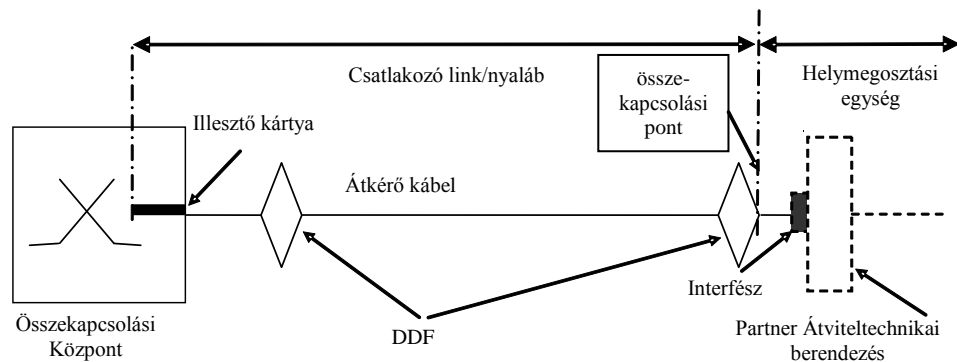 Csatlakozó link/nyaláb
össze-
kapcsolási
pont
Helymegosztási
egység
Illesztő kártya
Átkérő kábel
Interfész
DDF
Összekapcsolási
Központ
Partner Átviteltechnikai
berendezés